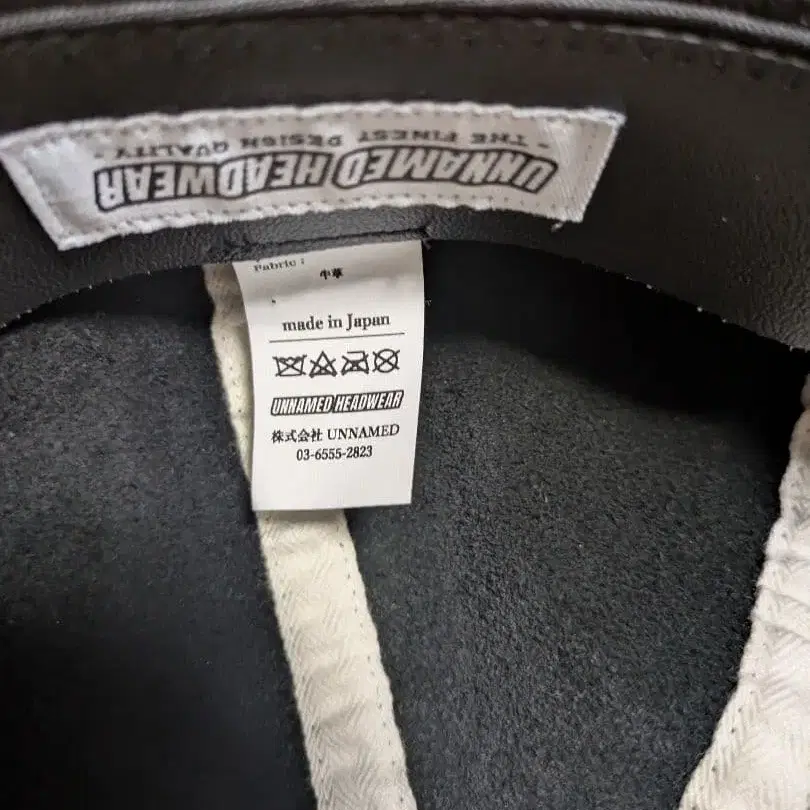 - THE FINEST DESIGN QUALITY -
UNNAMED HEADWEAR
Fabric :
牛革
made in Japan
UNNAMED HEADWEAR
株式会社 UNNAMED
03-6555-2823